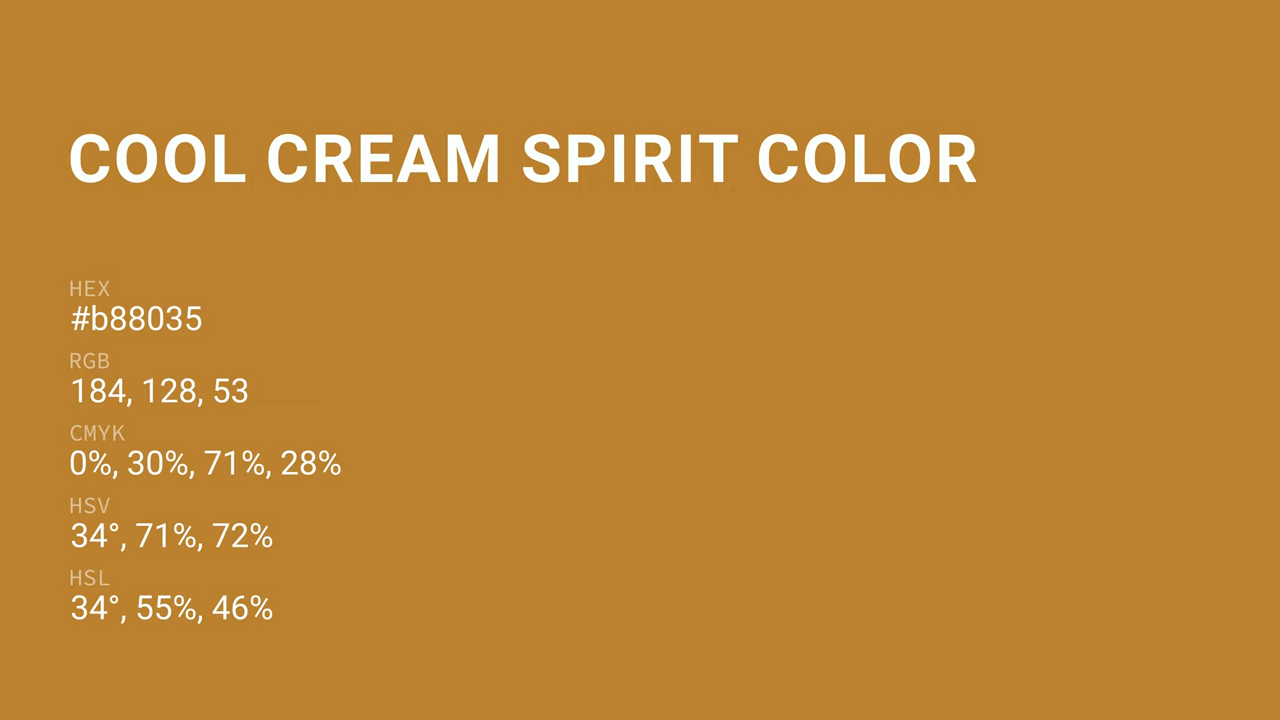 COOL CREAM SPIRIT COLOR
HEX
#b88035
RGB
184, 128, 53
CMYK
0%, 30%, 71%, 28%
HSV
34°, 71%, 72%
HSL
34°, 55%, 46%